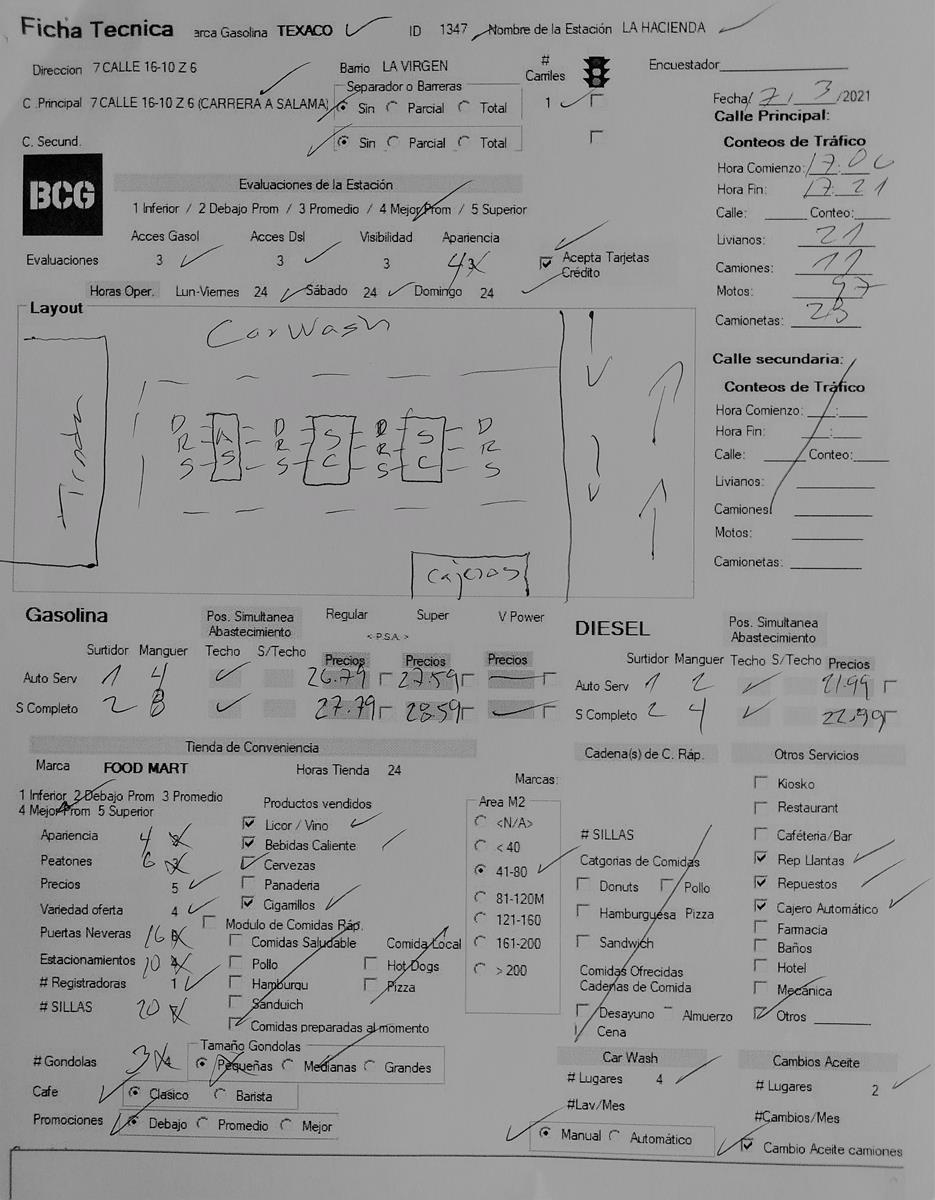 Ficha Tecnica arca Gasolina TEXACO ID 1347 Nombre de la Estación LA HACIENDA
Direccion 7 CALLE 16-10 Z 6 Barrio LA VIRGEN # Carriles Encuestador
C .Principal 7 CALLE 16-10 Z 6 (CARRERA A SALAMA) Separador o Barreras Sin Parcial Total 1
Fecha/ 7/ 3 /2021
C. Secund. Sin Parcial Total
Calle Principal:
Conteos de Tráfico
Hora Comienzo: 17:00
Hora Fin: 17:21
Calle: Conteo:
Livianos: 21
Camiones: 11
Motos: 97
Camionetas: 23
BCG
Evaluaciones de la Estación
1 Inferior / 2 Debajo Prom / 3 Promedio / 4 Mejor Prom / 5 Superior
Acces Gasol Acces Dsl Visibilidad Apariencia
Evaluaciones 3 3 3 4 3 Acepta Tarjetas Crédito
Horas Oper. Lun-Viernes 24 Sábado 24 Domingo 24
Layout
Car Wash
Tienda
D D D D
R A R S R S R
S S S C S C S
Cajeros
Calle secundaria:
Conteos de Tráfico
Hora Comienzo: :
Hora Fin: :
Calle: Conteo:
Livianos:
Camiones:
Motos:
Camionetas:
Gasolina Pos. Simultanea Abastecimiento Regular Super V Power
< P.S.A. >
Surtidor Manguer Techo S/Techo Precios Precios Precios
Auto Serv 1 4 26.79 27.59
S Completo 2 8 27.79 28.59
DIESEL Pos. Simultanea Abastecimiento
Surtidor Manguer Techo S/Techo Precios
Auto Serv 1 2 21.99
S Completo 2 4 22.99
Tienda de Conveniencia
Marca FOOD MART Horas Tienda 24
1 Inferior 2 Debajo Prom 3 Promedio
4 Mejor Prom 5 Superior
Apariencia 4
Peatones 6 3
Precios 5
Variedad oferta 4
Puertas Neveras 16
Estacionamientos 10 4
# Registradoras 1
# SILLAS 20
# Gondolas 3 4
Cafe Clasico Barista
Promociones Debajo Promedio Mejor
Productos vendidos
Licor / Vino
Bebidas Caliente
Cervezas
Panaderia
Cigarrillos
Modulo de Comidas Ráp.
Comidas Saludable Comida Local
Pollo Hot Dogs
Hamburqu Pizza
Sánduich
Comidas preparadas al momento
Tamaño Gondolas
Pequeñas Medianas Grandes
Marcas:
Area M2
<N/A>
< 40
41-80
81-120M
121-160
161-200
> 200
Cadena(s) de C. Ráp.
# SILLAS
Catgorias de Comidas
Donuts Pollo
Hamburguesa Pizza
Sandwich
Comidas Ofrecidas
Cadenas de Comida
Desayuno Almuerzo
Cena
Otros Servicios
Kiosko
Restaurant
Caféteria/Bar
Rep Llantas
Repuestos
Cajero Automático
Farmacia
Baños
Hotel
Mecánica
Otros
Car Wash
# Lugares 4
#Lav/Mes
Manual Automático
Cambios Aceite
# Lugares 2
#Cambios/Mes
Cambio Aceite camiones